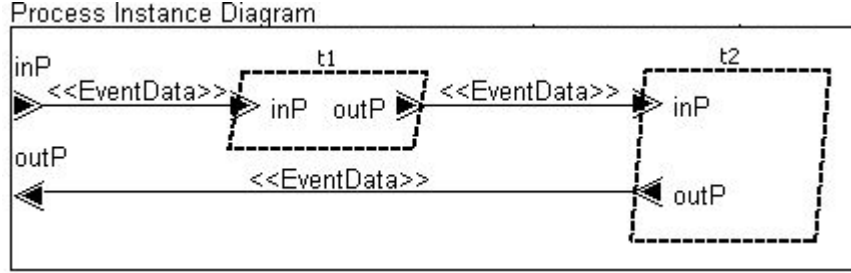 Process Instance Diagram
inP
t1
t2
<<EventData>>
<<EventData>>
inP outP
inP
outP
<<EventData>>
outP